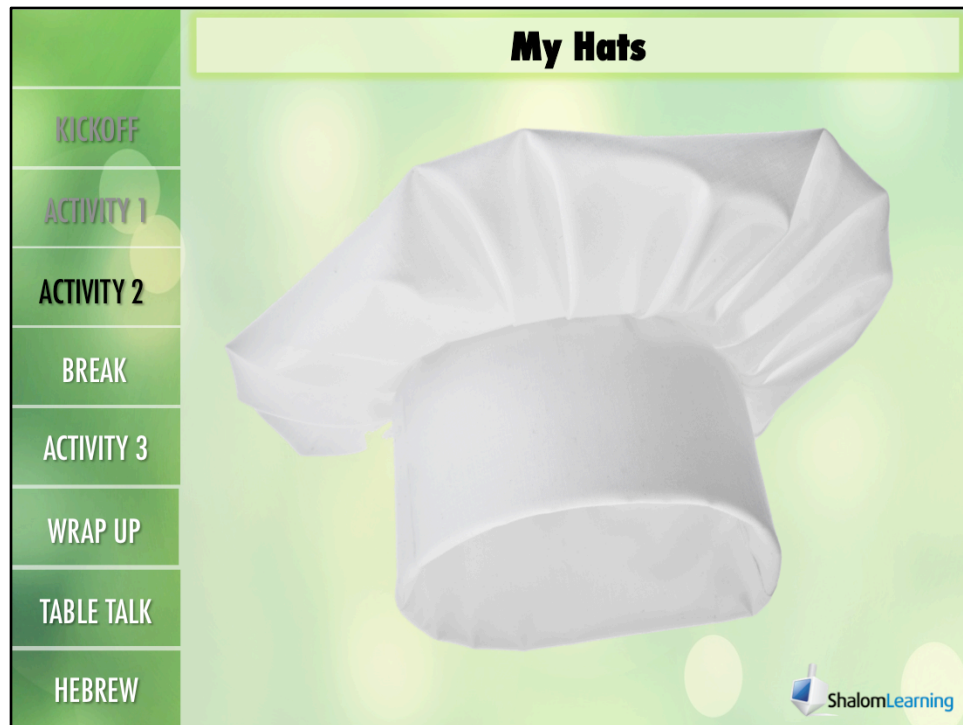 My Hats
KICKOFF
ACTIVITY 1
ACTIVITY 2
BREAK
ACTIVITY 3
WRAP UP
TABLE TALK
HEBREW
ShalomLearning